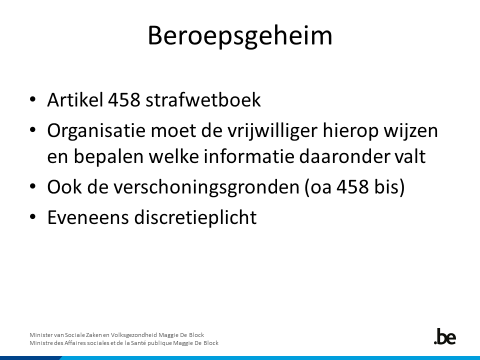 Beroepsgeheim
• Artikel 458 strafwetboek
• Organisatie moet de vrijwilliger hierop wijzen
en bepalen welke informatie daaronder valt
• Ook de verschoningsgronden (oa 458 bis)
• Eveneens discretieplicht
Minister van Sociale Zaken en Volksgezondheid Maggie De Block
Ministre des Affaires sociales et de la Santé publique Maggie De Block
.be